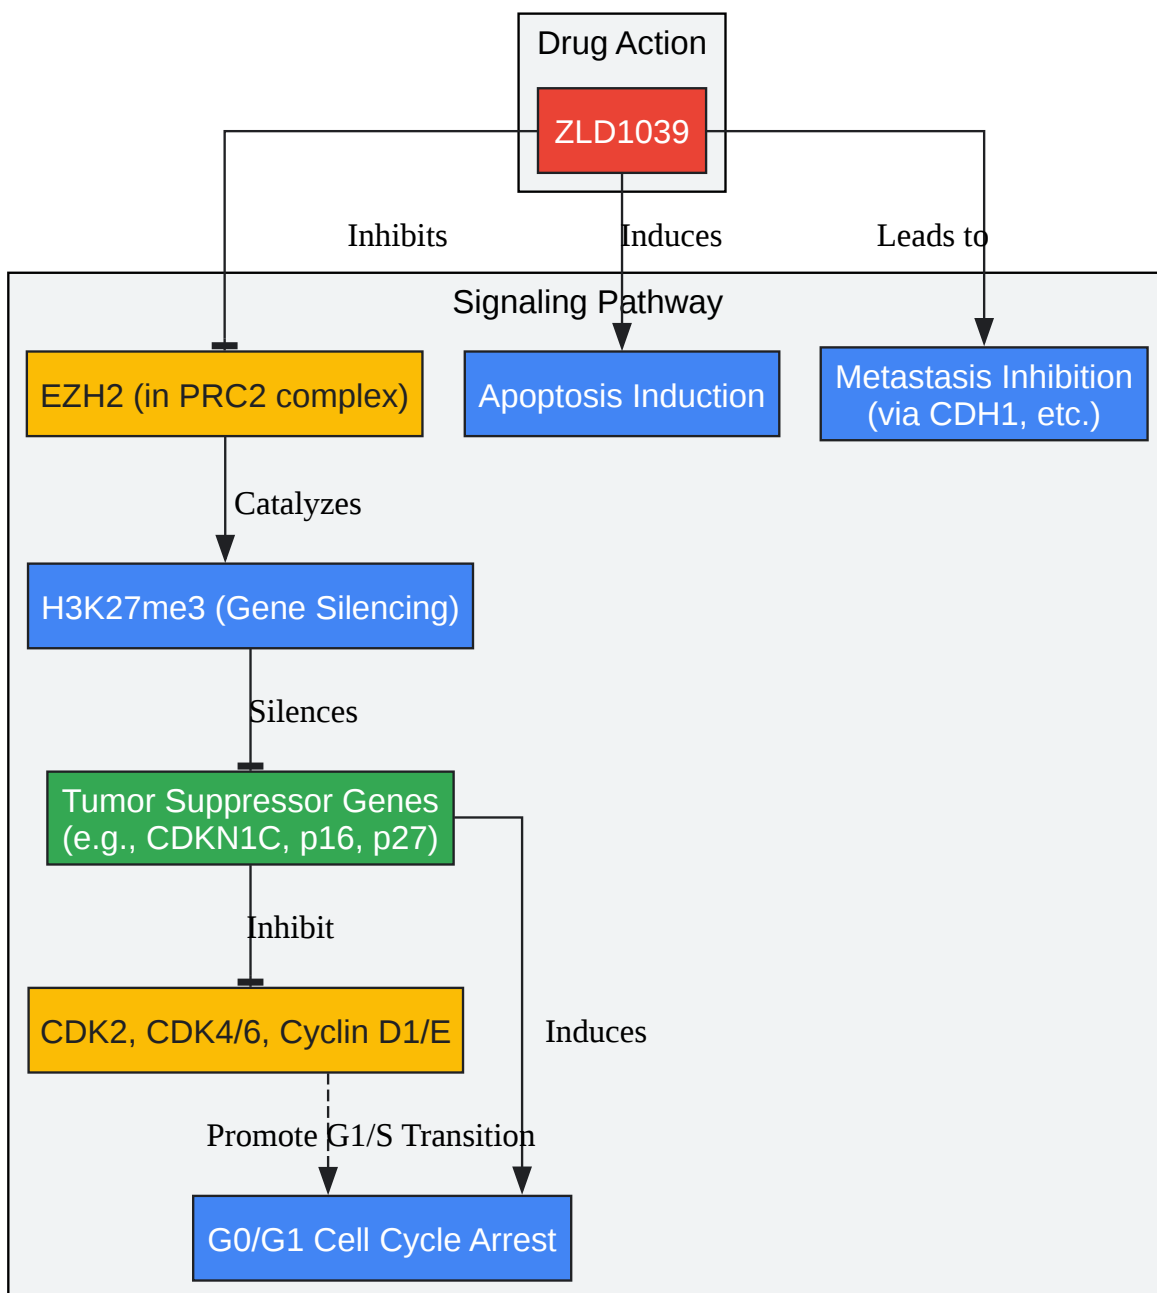 Drug Action
ZLD1039
Inhibits
Induces
Leads to
Signaling Pathway
EZH2 (in PRC2 complex)
Apoptosis Induction
Metastasis Inhibition
(via CDH1, etc.)
Catalyzes
H3K27me3 (Gene Silencing)
Silences
Tumor Suppressor Genes
(e.g., CDKN1C, p16, p27)
Inhibit
CDK2, CDK4/6, Cyclin D1/E
Induces
Promote G1/S Transition
G0/G1 Cell Cycle Arrest